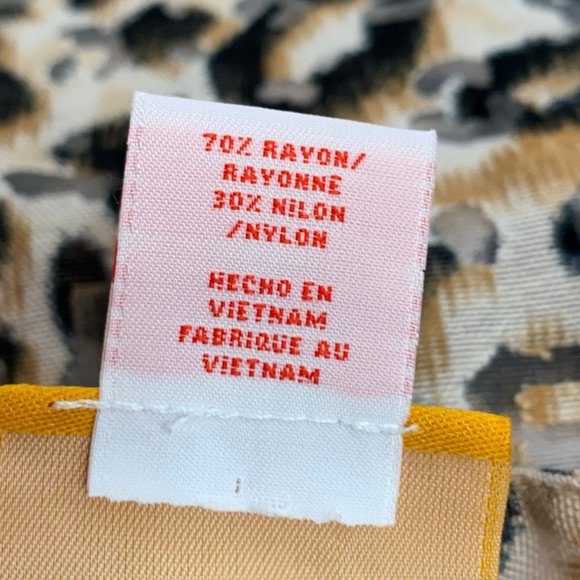 70% RAYON/
RAYONNE
30% NILON
/NYLON
HECHO EN
VIETNAM
FABRIQUE AU
VIETNAM